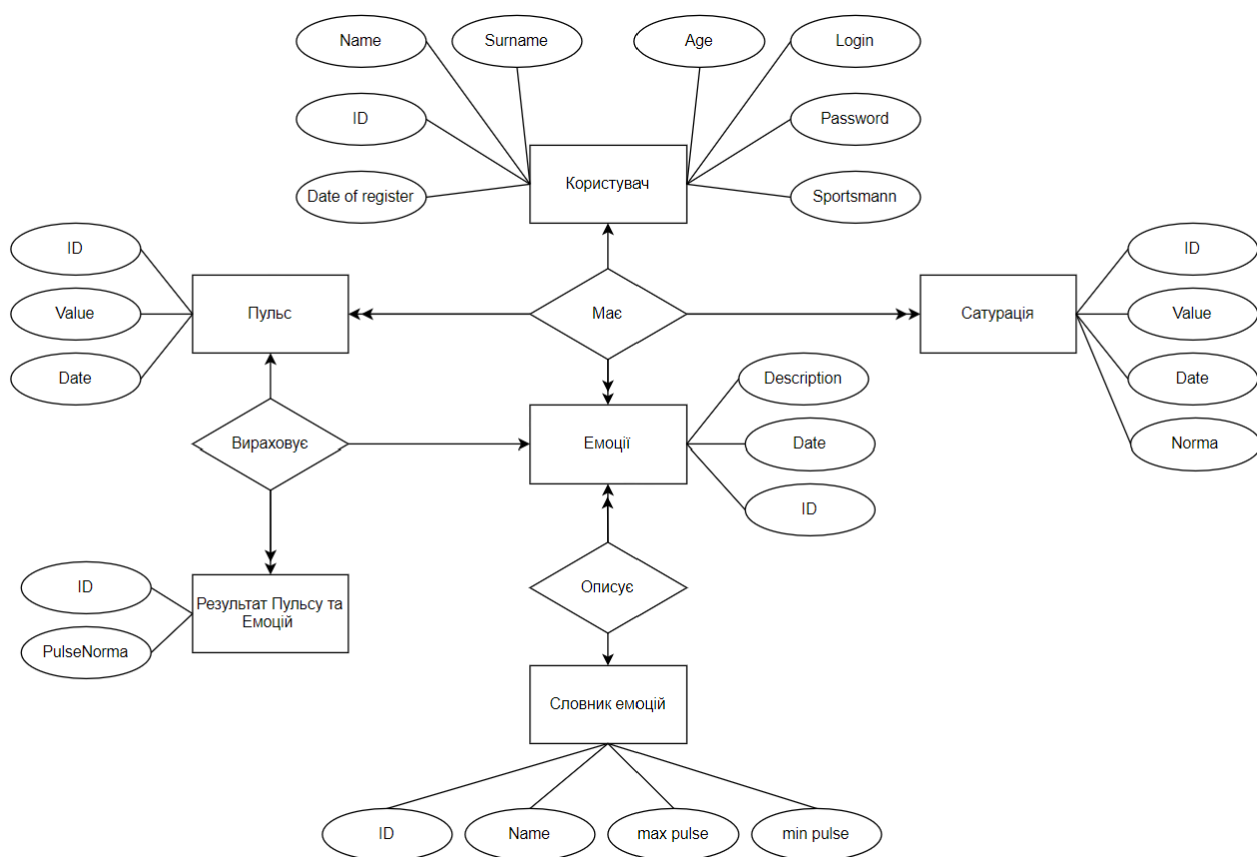 Name
Surname
Age
Login
ID
Password
Користувач
Date of register
Sportsmann
ID
ID
Пульс
Має
Сатурація
Value
Value
Date
Description
Date
Вираховує
Емоції
Date
Norma
ID
ID
Описує
Результат Пульсу та
Емоцій
PulseNorma
Словник емоцій
ID
Name
max pulse
min pulse